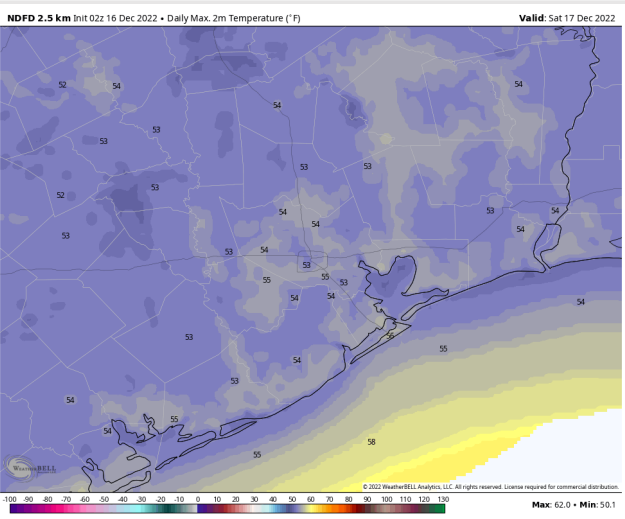 NDFD 2.5 km Init 02z 16 Dec 2022 • Daily Max. 2m Temperature (°F) Valid: Sat 17 Dec 2022
52 54 54 54
53
53
53 53
52 53
54 53 54
54 54
53
53 54
53
55 55 53
54 54 54
53 56
55
54
53
54
55
54
58
55
WeatherBELL
© 2022 WeatherBELL Analytics, LLC. All rights reserved. License required for commercial distribution.
-100 -90 -80 -70 -60 -50 -40 -30 -20 -10 0 10 20 30 40 50 60 70 80 90 100 110 120 130 Max: 62.0 • Min: 50.1